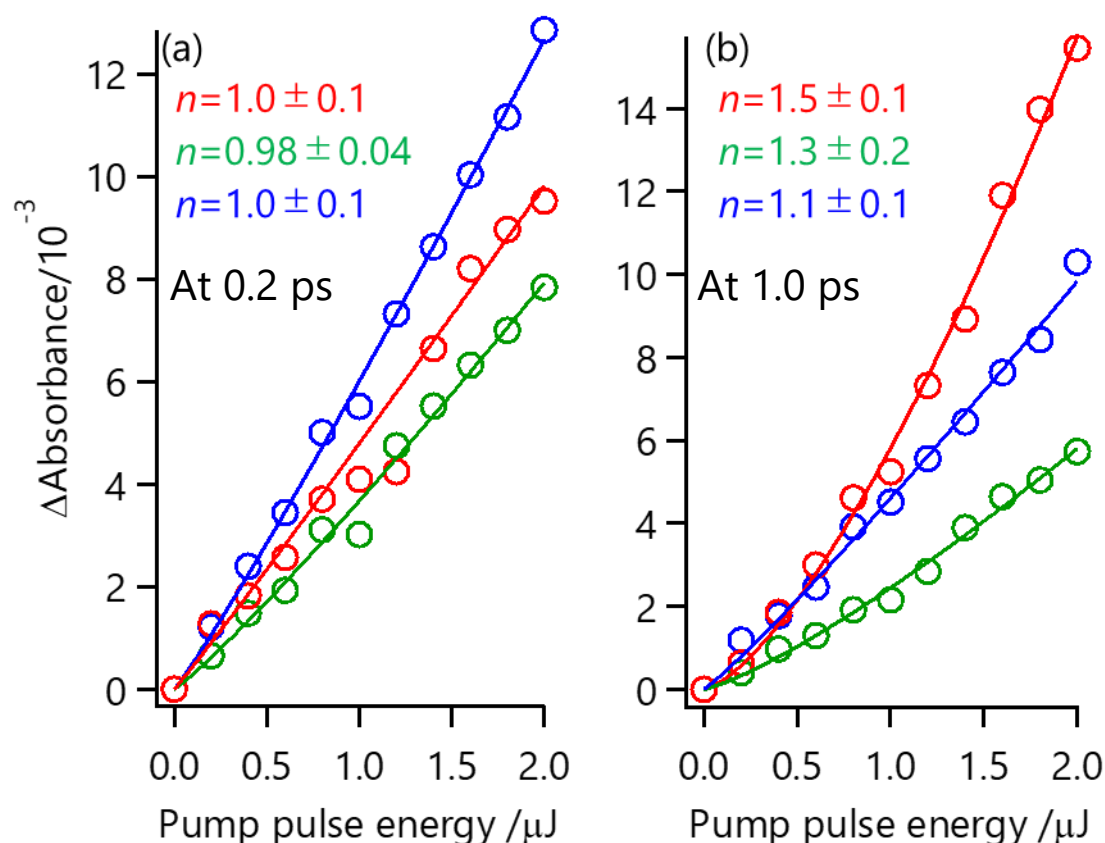 (a)
n=1.0±0.1
n=0.98±0.04
n=1.0±0.1
At 0.2 ps
ΔAbsorbance/10⁻³
12
10
8
6
4
2
0
0.0 0.5 1.0 1.5 2.0
Pump pulse energy /μJ
(b)
n=1.5±0.1
n=1.3±0.2
n=1.1±0.1
At 1.0 ps
14
12
10
8
6
4
2
0
0.0 0.5 1.0 1.5 2.0
Pump pulse energy /μJ